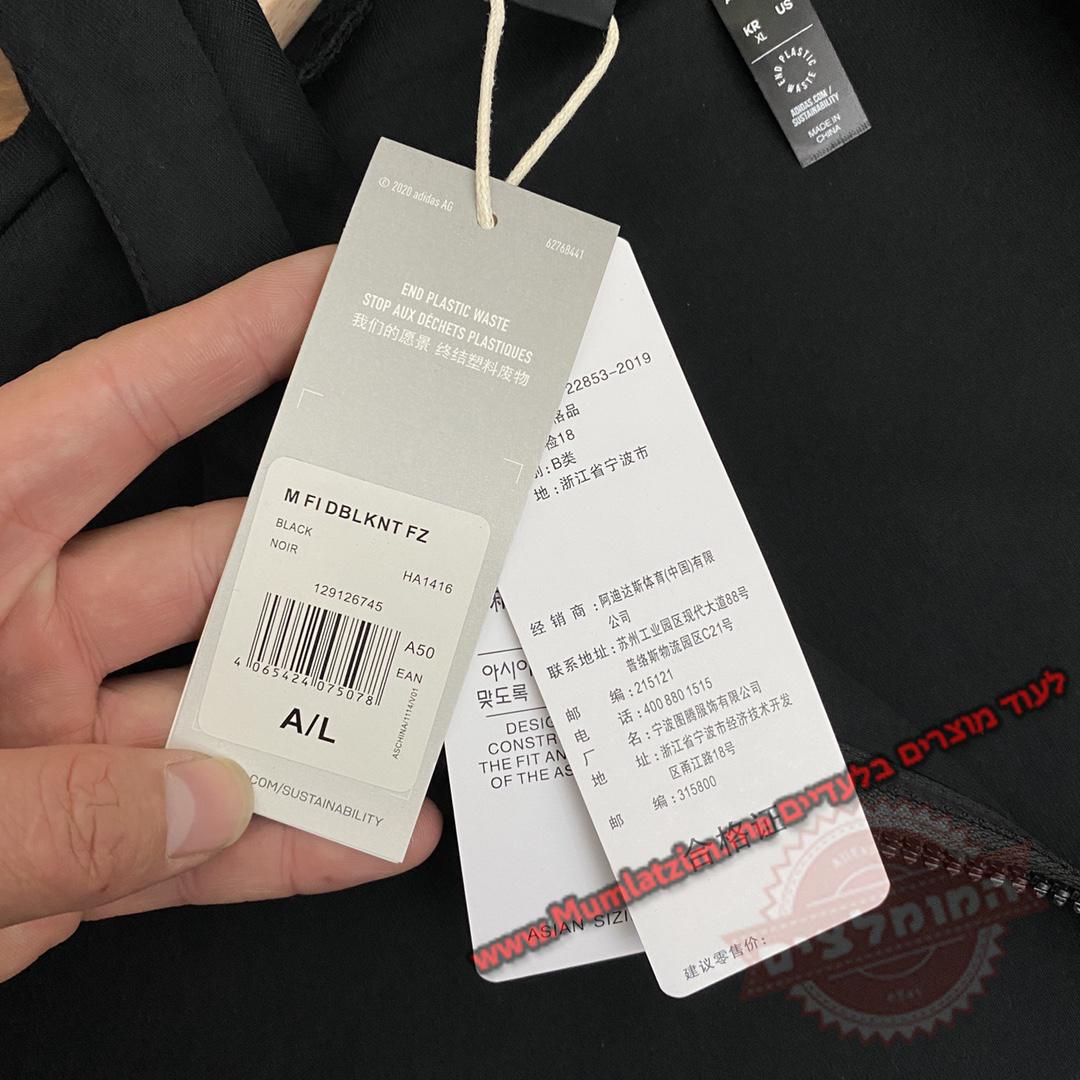 KR
US
XL
END PLASTIC WASTE
ADIDAS.COM/
SUSTAINABILITY
MADE IN
CHINA
© 2020 adidas AG
62768441
END PLASTIC WASTE
STOP AUX DÉCHETS PLASTIQUES
我们的愿景 终结塑料废物
M FI DBLKNT FZ
BLACK
NOIR
HA1416
129126745
A50
EAN
4 065424 075078
ASCHINA/1114/V01
A/L
.COM/SUSTAINABILITY
22853-2019
格品
检18
: B类
地:浙江省宁波市
经销商:阿迪达斯体育(中国)有限
公司
联系地址:苏州工业园区现代大道88号
普洛斯物流园区C21号
邮编:215121
电话:400 880 1515
厂名:宁波图腾服饰有限公司
地址:浙江省宁波市经济技术开发
区甬江路18号
邮编:315800
合格证
建议零售价:
아시아
맞도록
DESIG
CONSTR
THE FIT AN
OF THE AS
ASIAN SIZI
לעוד מוצרים בלעדיים www.Mumlatzim.co
המומלצים